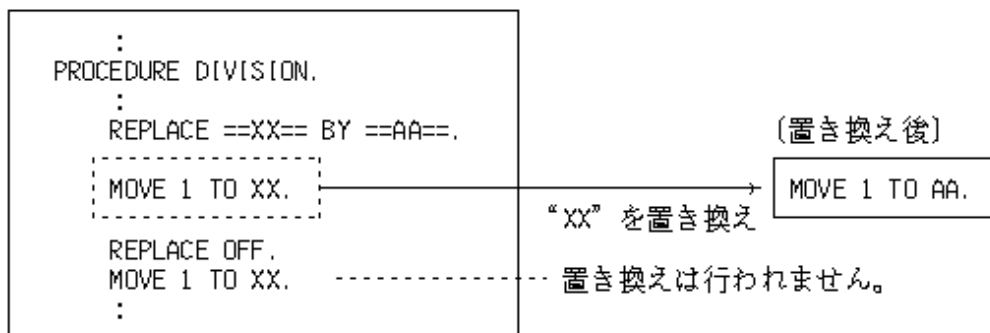 :
PROCEDURE DIVISION.
:
REPLACE ==XX== BY ==AA==.
〔置き換え後〕
MOVE 1 TO XX.
MOVE 1 TO AA.
“XX”を置き換え
REPLACE OFF.
MOVE 1 TO XX.
置き換えは行われません。
: